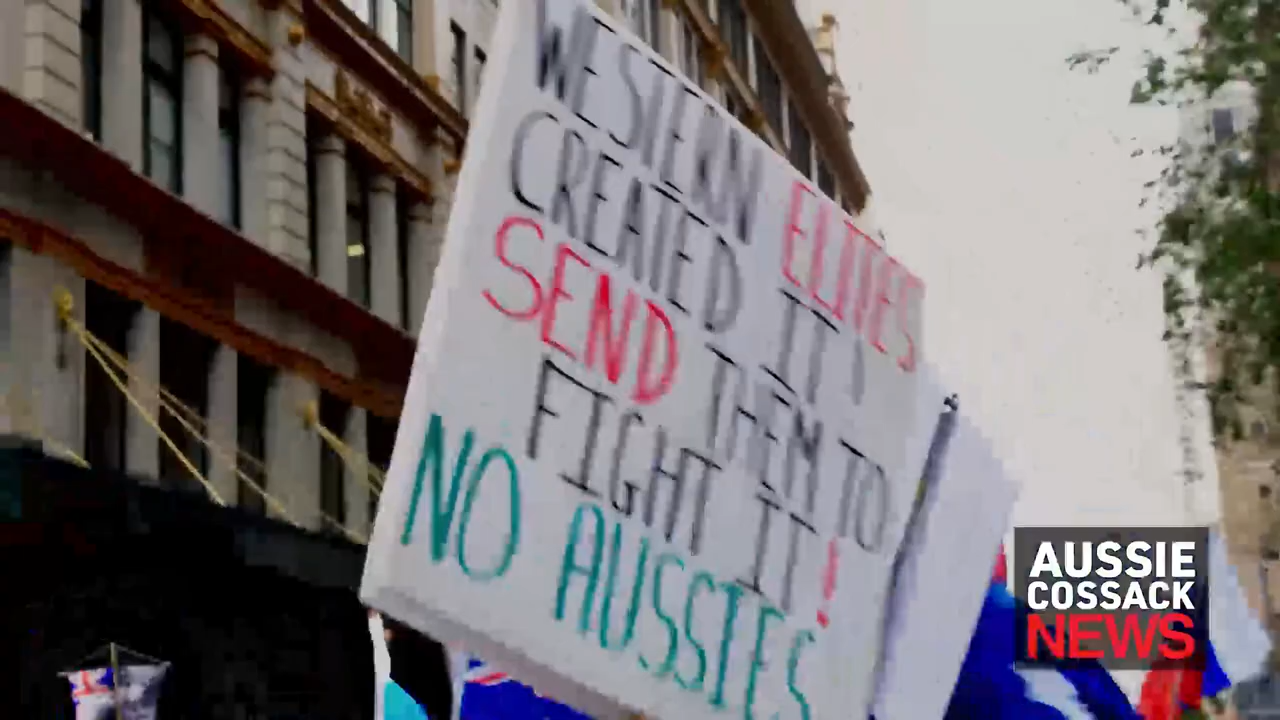 WESTERN ELITES
CREATED IT,
SEND THEM TO
FIGHT IT!
NO AUSSIES
AUSSIE
COSSACK
NEWS